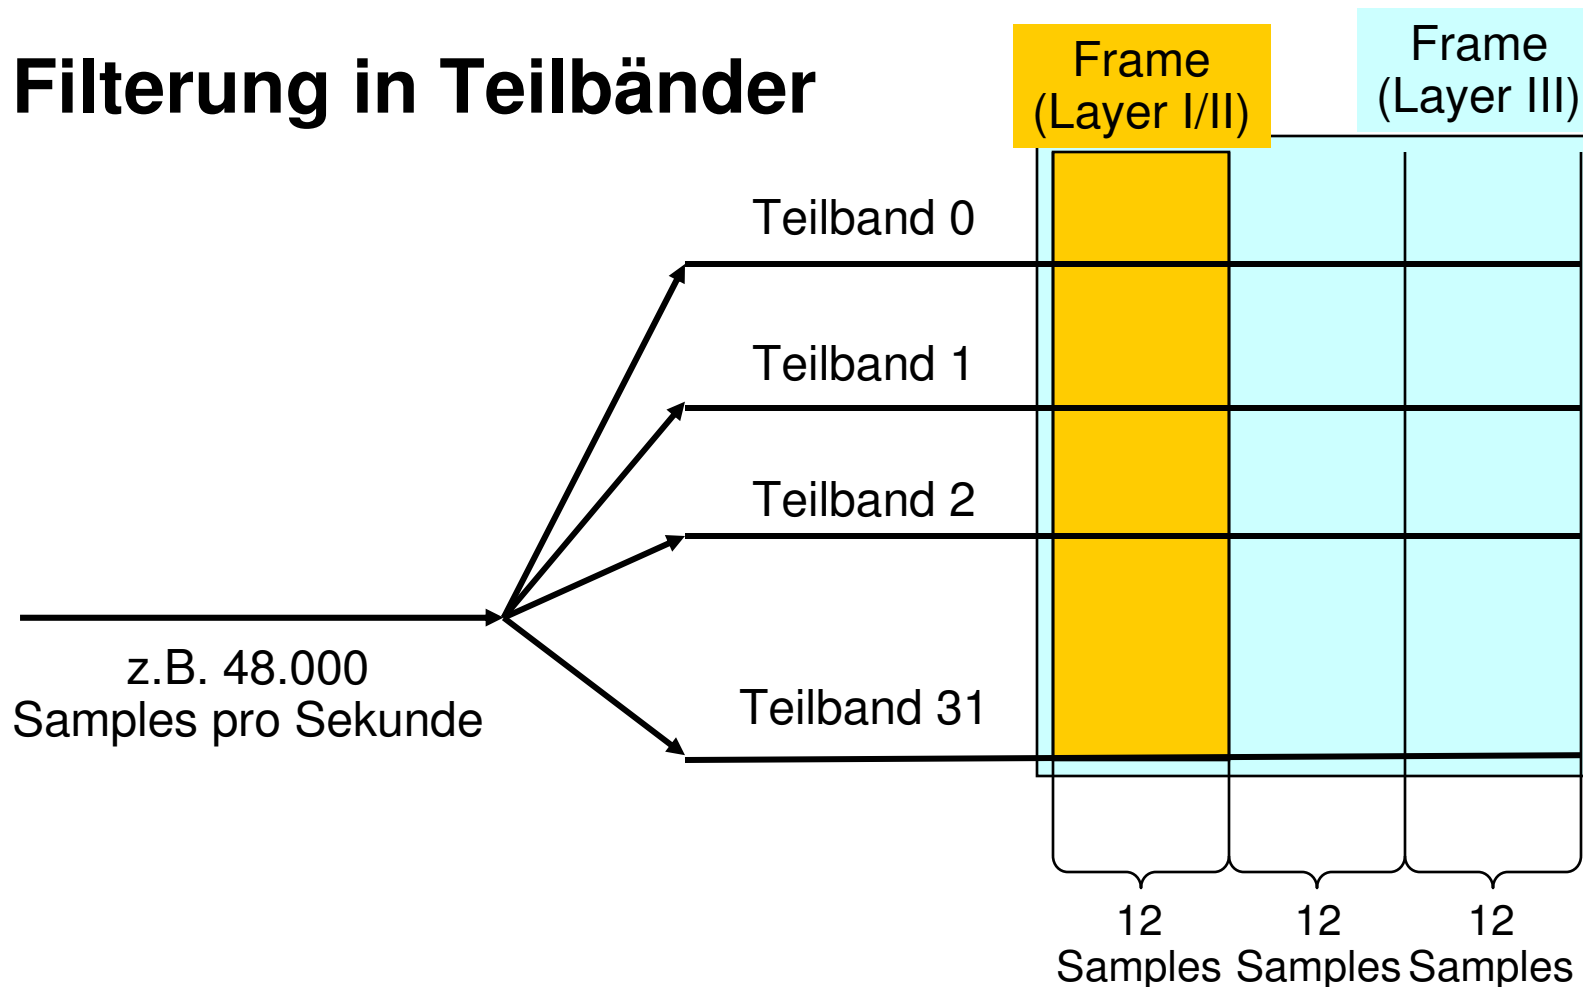 Filterung in Teilbänder
Frame
(Layer I/II)
Frame
(Layer III)
Teilband 0
Teilband 1
Teilband 2
z.B. 48.000
Samples pro Sekunde
Teilband 31
12
Samples
12
Samples
12
Samples